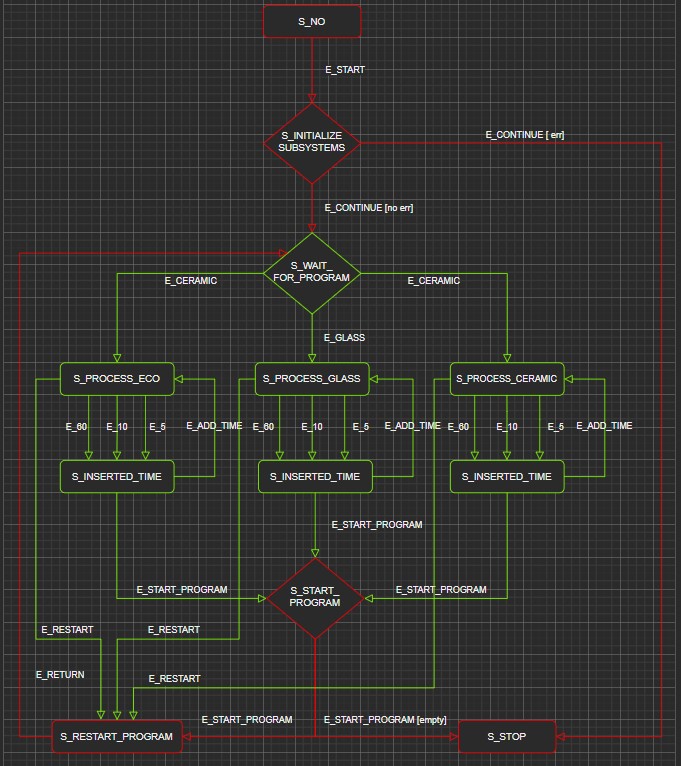 S_NO
E_START
S_INITIALIZE
SUBSYSTEMS
E_CONTINUE [ err]
E_CONTINUE [no err]
S_WAIT_
FOR_PROGRAM
E_CERAMIC
E_CERAMIC
E_GLASS
S_PROCESS_ECO
S_PROCESS_GLASS
S_PROCESS_CERAMIC
E_60
E_10
E_5
E_ADD_TIME
E_60
E_10
E_5
E_ADD_TIME
E_60
E_10
E_5
E_ADD_TIME
S_INSERTED_TIME
S_INSERTED_TIME
S_INSERTED_TIME
E_START_PROGRAM
E_START_PROGRAM
S_START_
PROGRAM
E_START_PROGRAM
E_RESTART
E_RESTART
E_RETURN
E_RESTART
E_START_PROGRAM
E_START_PROGRAM [empty]
S_RESTART_PROGRAM
S_STOP